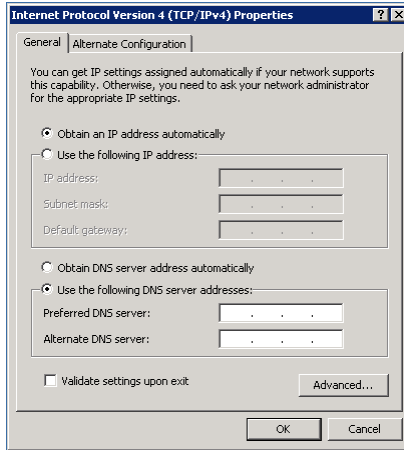 Internet Protocol Version 4 (TCP/IPv4) Properties
General
Alternate Configuration
You can get IP settings assigned automatically if your network supports
this capability. Otherwise, you need to ask your network administrator
for the appropriate IP settings.
Obtain an IP address automatically
Use the following IP address:
IP address:
Subnet mask:
Default gateway:
Obtain DNS server address automatically
Use the following DNS server addresses:
Preferred DNS server:
Alternate DNS server:
Validate settings upon exit
Advanced...
OK
Cancel